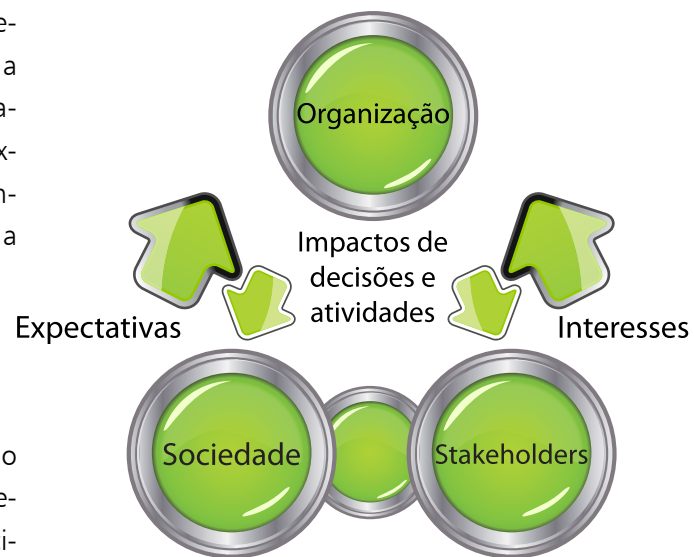 e-
a
a-
x-
n-
a
Organização
Impactos de
decisões e
atividades
Expectativas
Interesses
Sociedade
Stakeholders
o
e-
i-